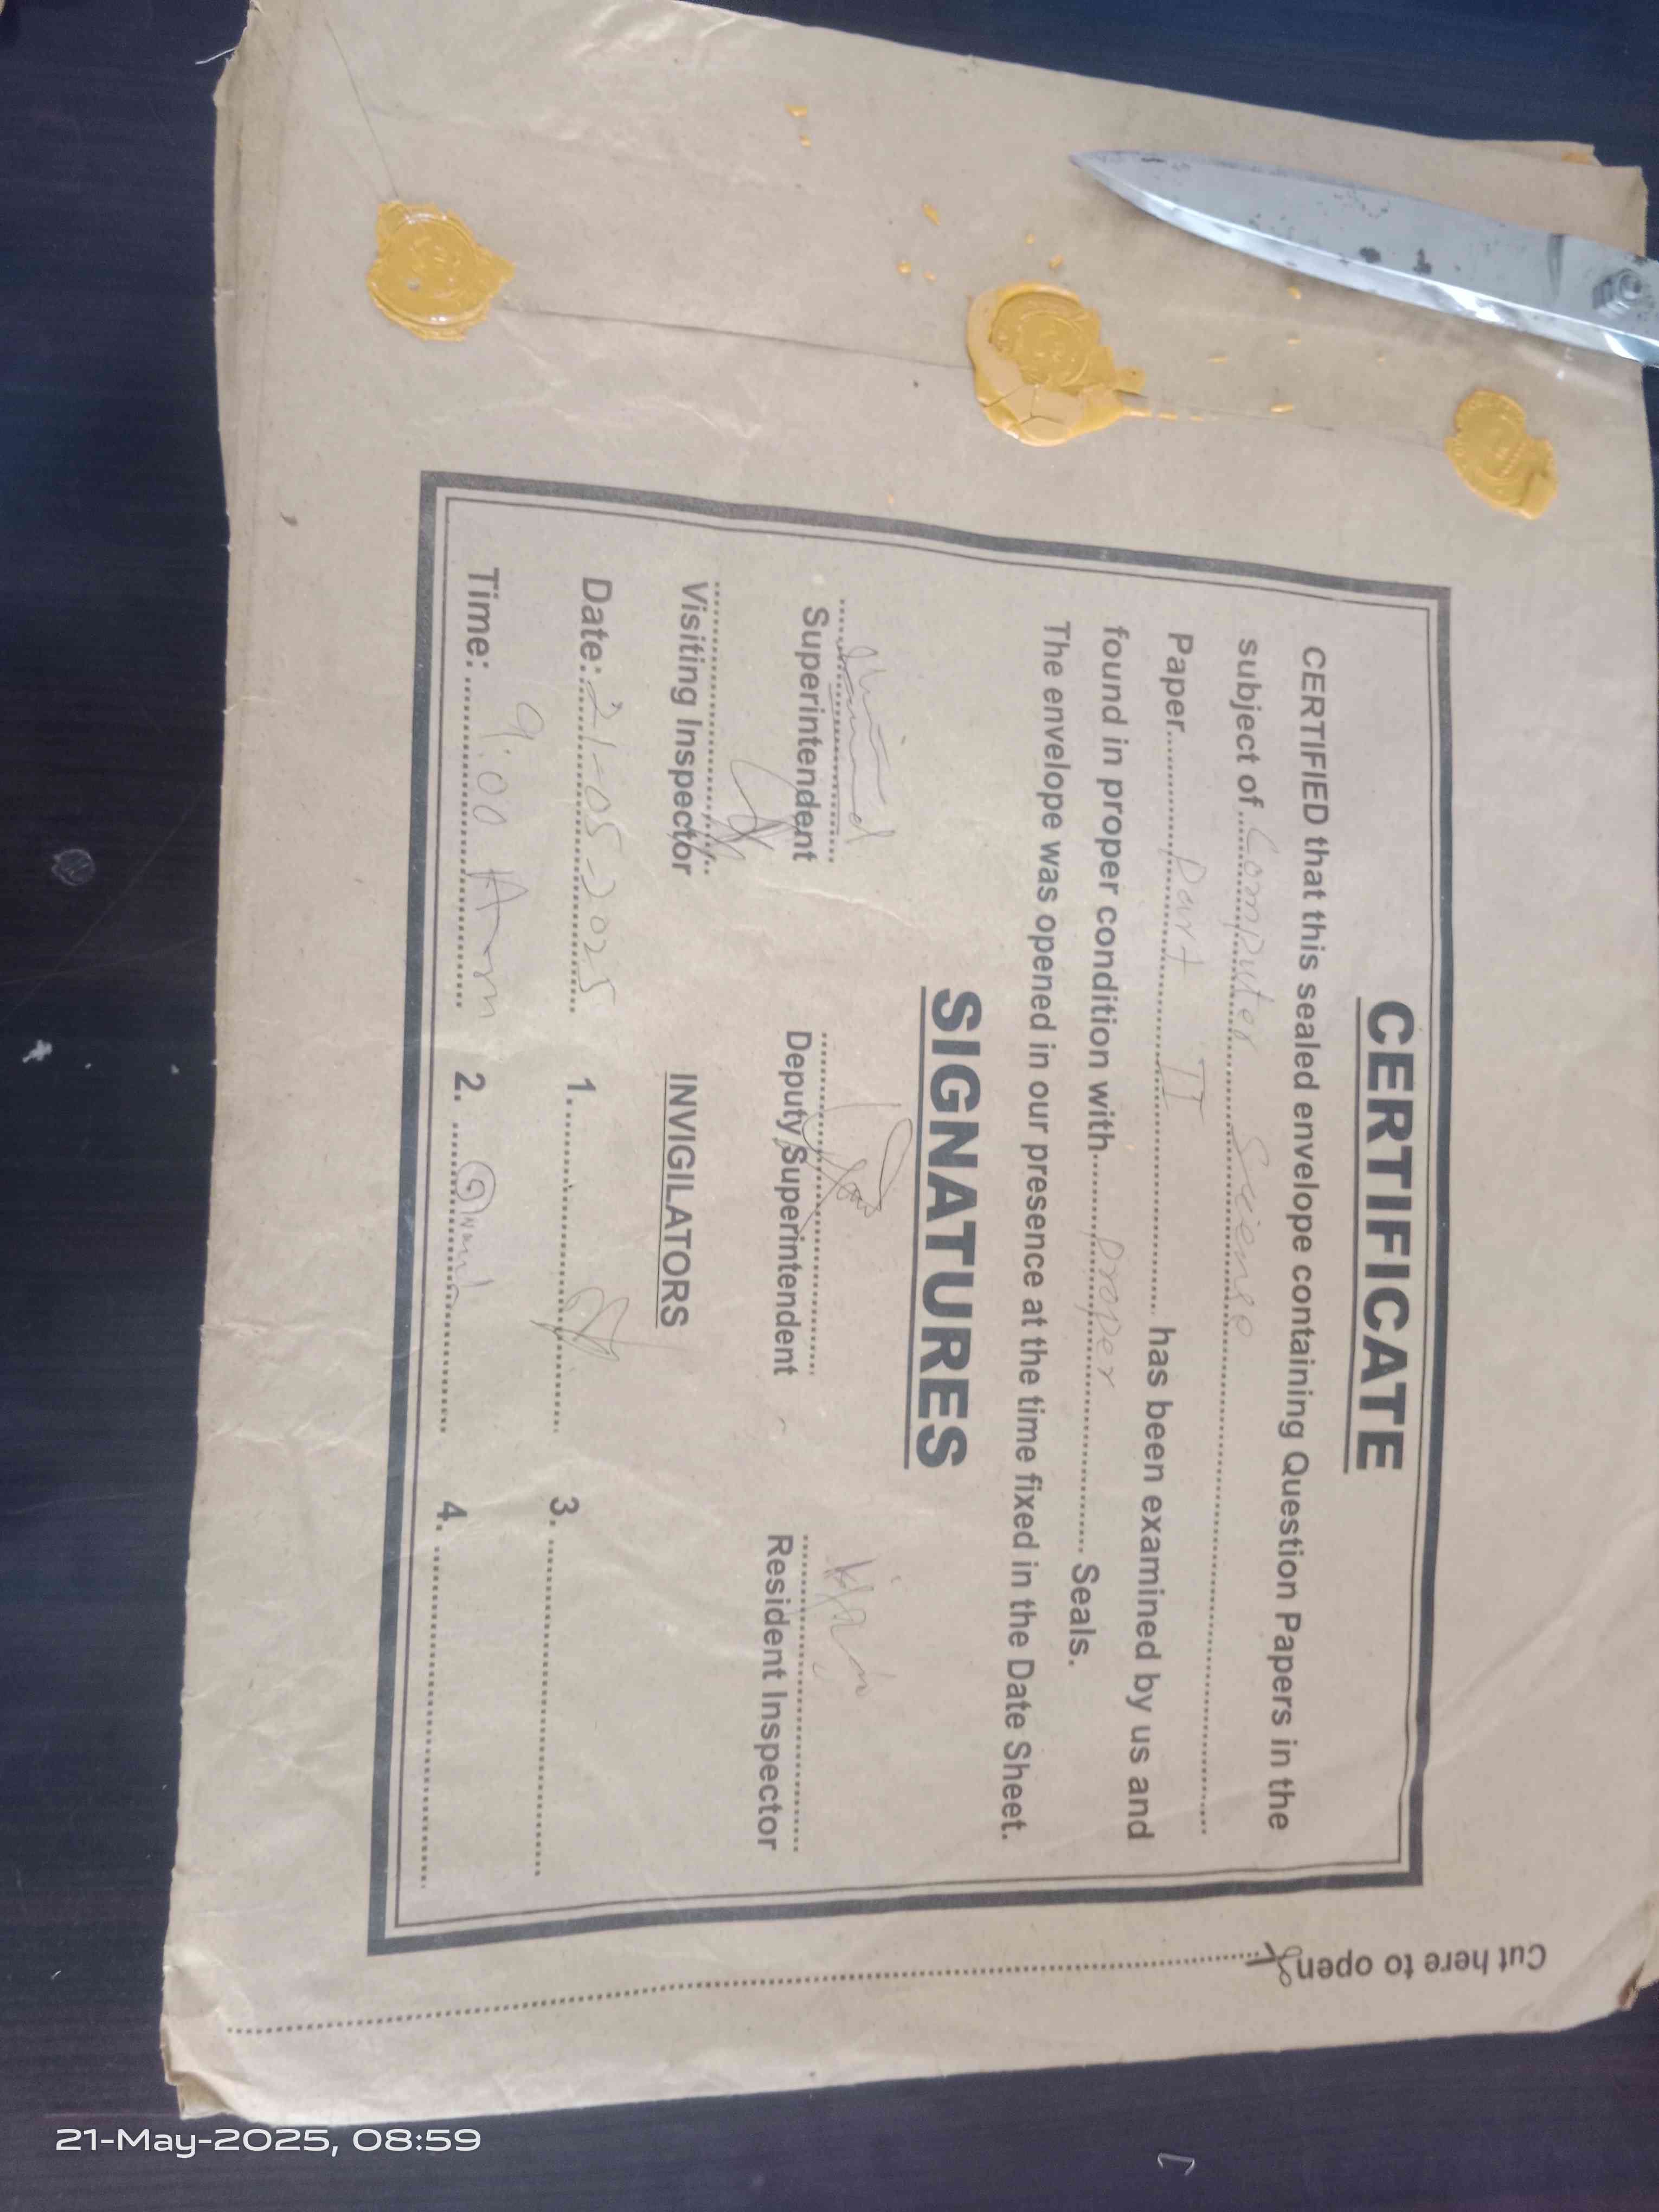 CERTIFICATE
CERTIFIED that this sealed envelope containing Question Papers in the
subject of Computer Science
Paper Part II has been examined by us and
found in proper condition with proper Seals.
The envelope was opened in our presence at the time fixed in the Date Sheet.
SIGNATURES
Superintendent Deputy Superintendent Resident Inspector
Visiting Inspector INVIGILATORS
Date: 21-05-2025 1. 3.
Time: 9:00 A-m 2. 4.
Cut here to open
21-May-2025, 08:59